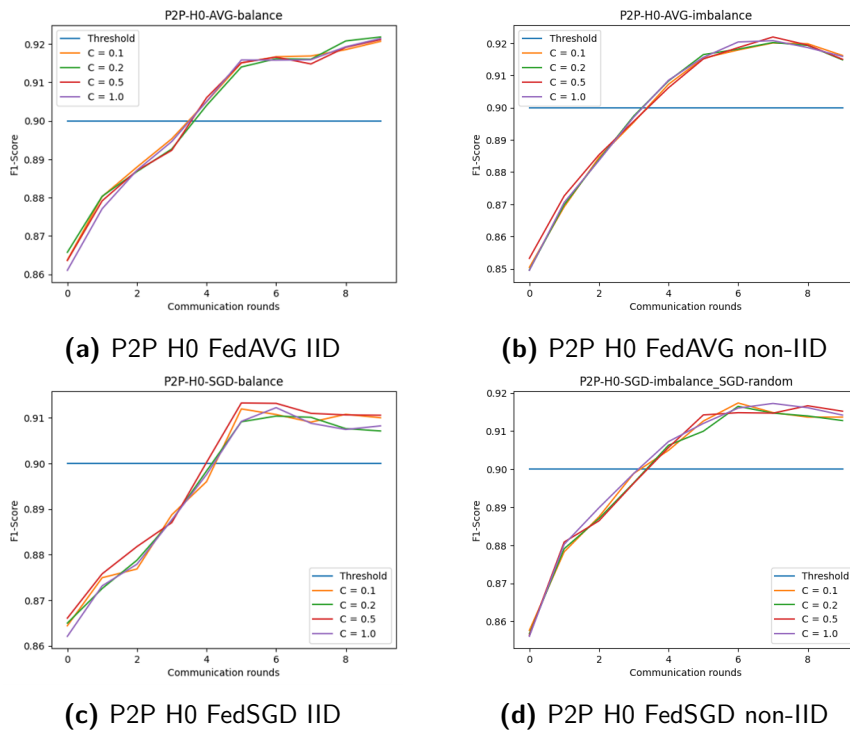 P2P-H0-AVG-balance
F1-Score
0.92
0.91
0.90
0.89
0.88
0.87
0.86
Threshold
C = 0.1
C = 0.2
C = 0.5
C = 1.0
0 2 4 6 8
Communication rounds
(a) P2P H0 FedAVG IID
P2P-H0-AVG-imbalance
F1-Score
0.92
0.91
0.90
0.89
0.88
0.87
0.86
0.85
Threshold
C = 0.1
C = 0.2
C = 0.5
C = 1.0
0 2 4 6 8
Communication rounds
(b) P2P H0 FedAVG non-IID
P2P-H0-SGD-balance
F1-Score
0.91
0.90
0.89
0.88
0.87
0.86
Threshold
C = 0.1
C = 0.2
C = 0.5
C = 1.0
0 2 4 6 8
Communication rounds
(c) P2P H0 FedSGD IID
P2P-H0-SGD-imbalance_SGD-random
F1-Score
0.92
0.91
0.90
0.89
0.88
0.87
0.86
Threshold
C = 0.1
C = 0.2
C = 0.5
C = 1.0
0 2 4 6 8
Communication rounds
(d) P2P H0 FedSGD non-IID